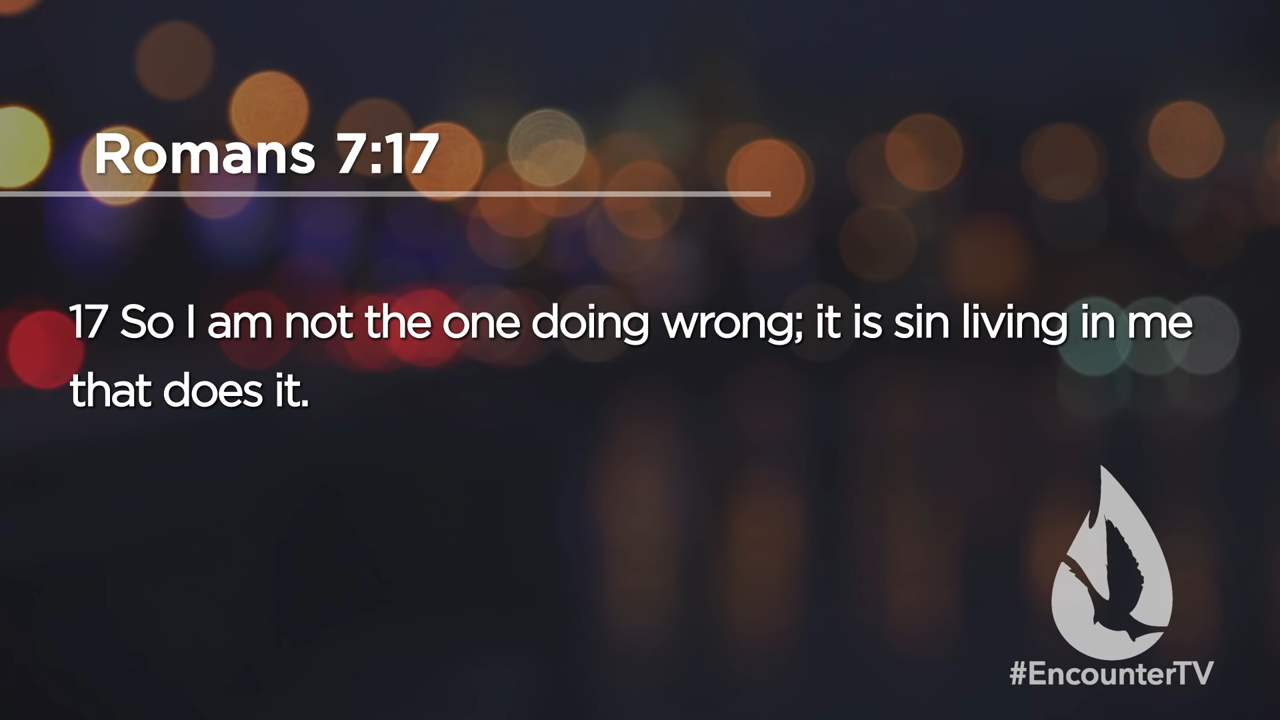 Romans 7:17
17 So I am not the one doing wrong; it is sin living in me
that does it.
#EncounterTV